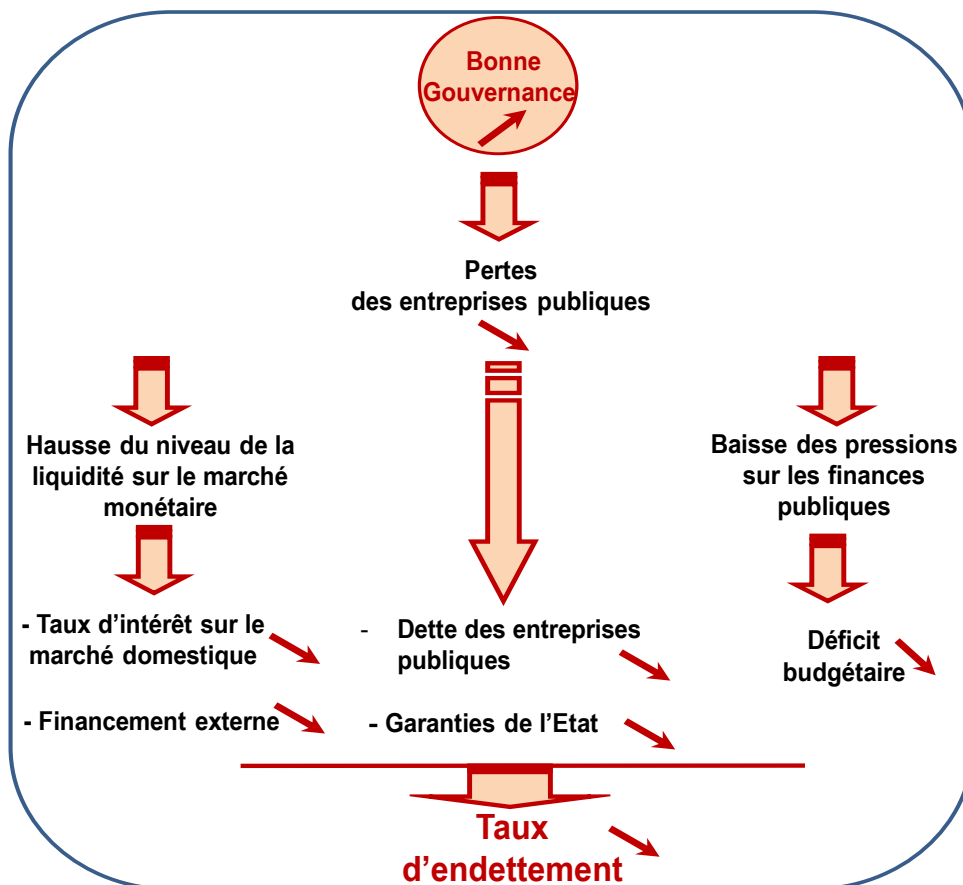 Bonne
Gouvernance
Pertes
des entreprises publiques
Hausse du niveau de la
liquidité sur le marché
monétaire
Baisse des pressions
sur les finances
publiques
- Taux d’intérêt sur le
marché domestique
- Financement externe
- Dette des entreprises
publiques
- Garanties de l’Etat
Déficit
budgétaire
Taux
d’endettement